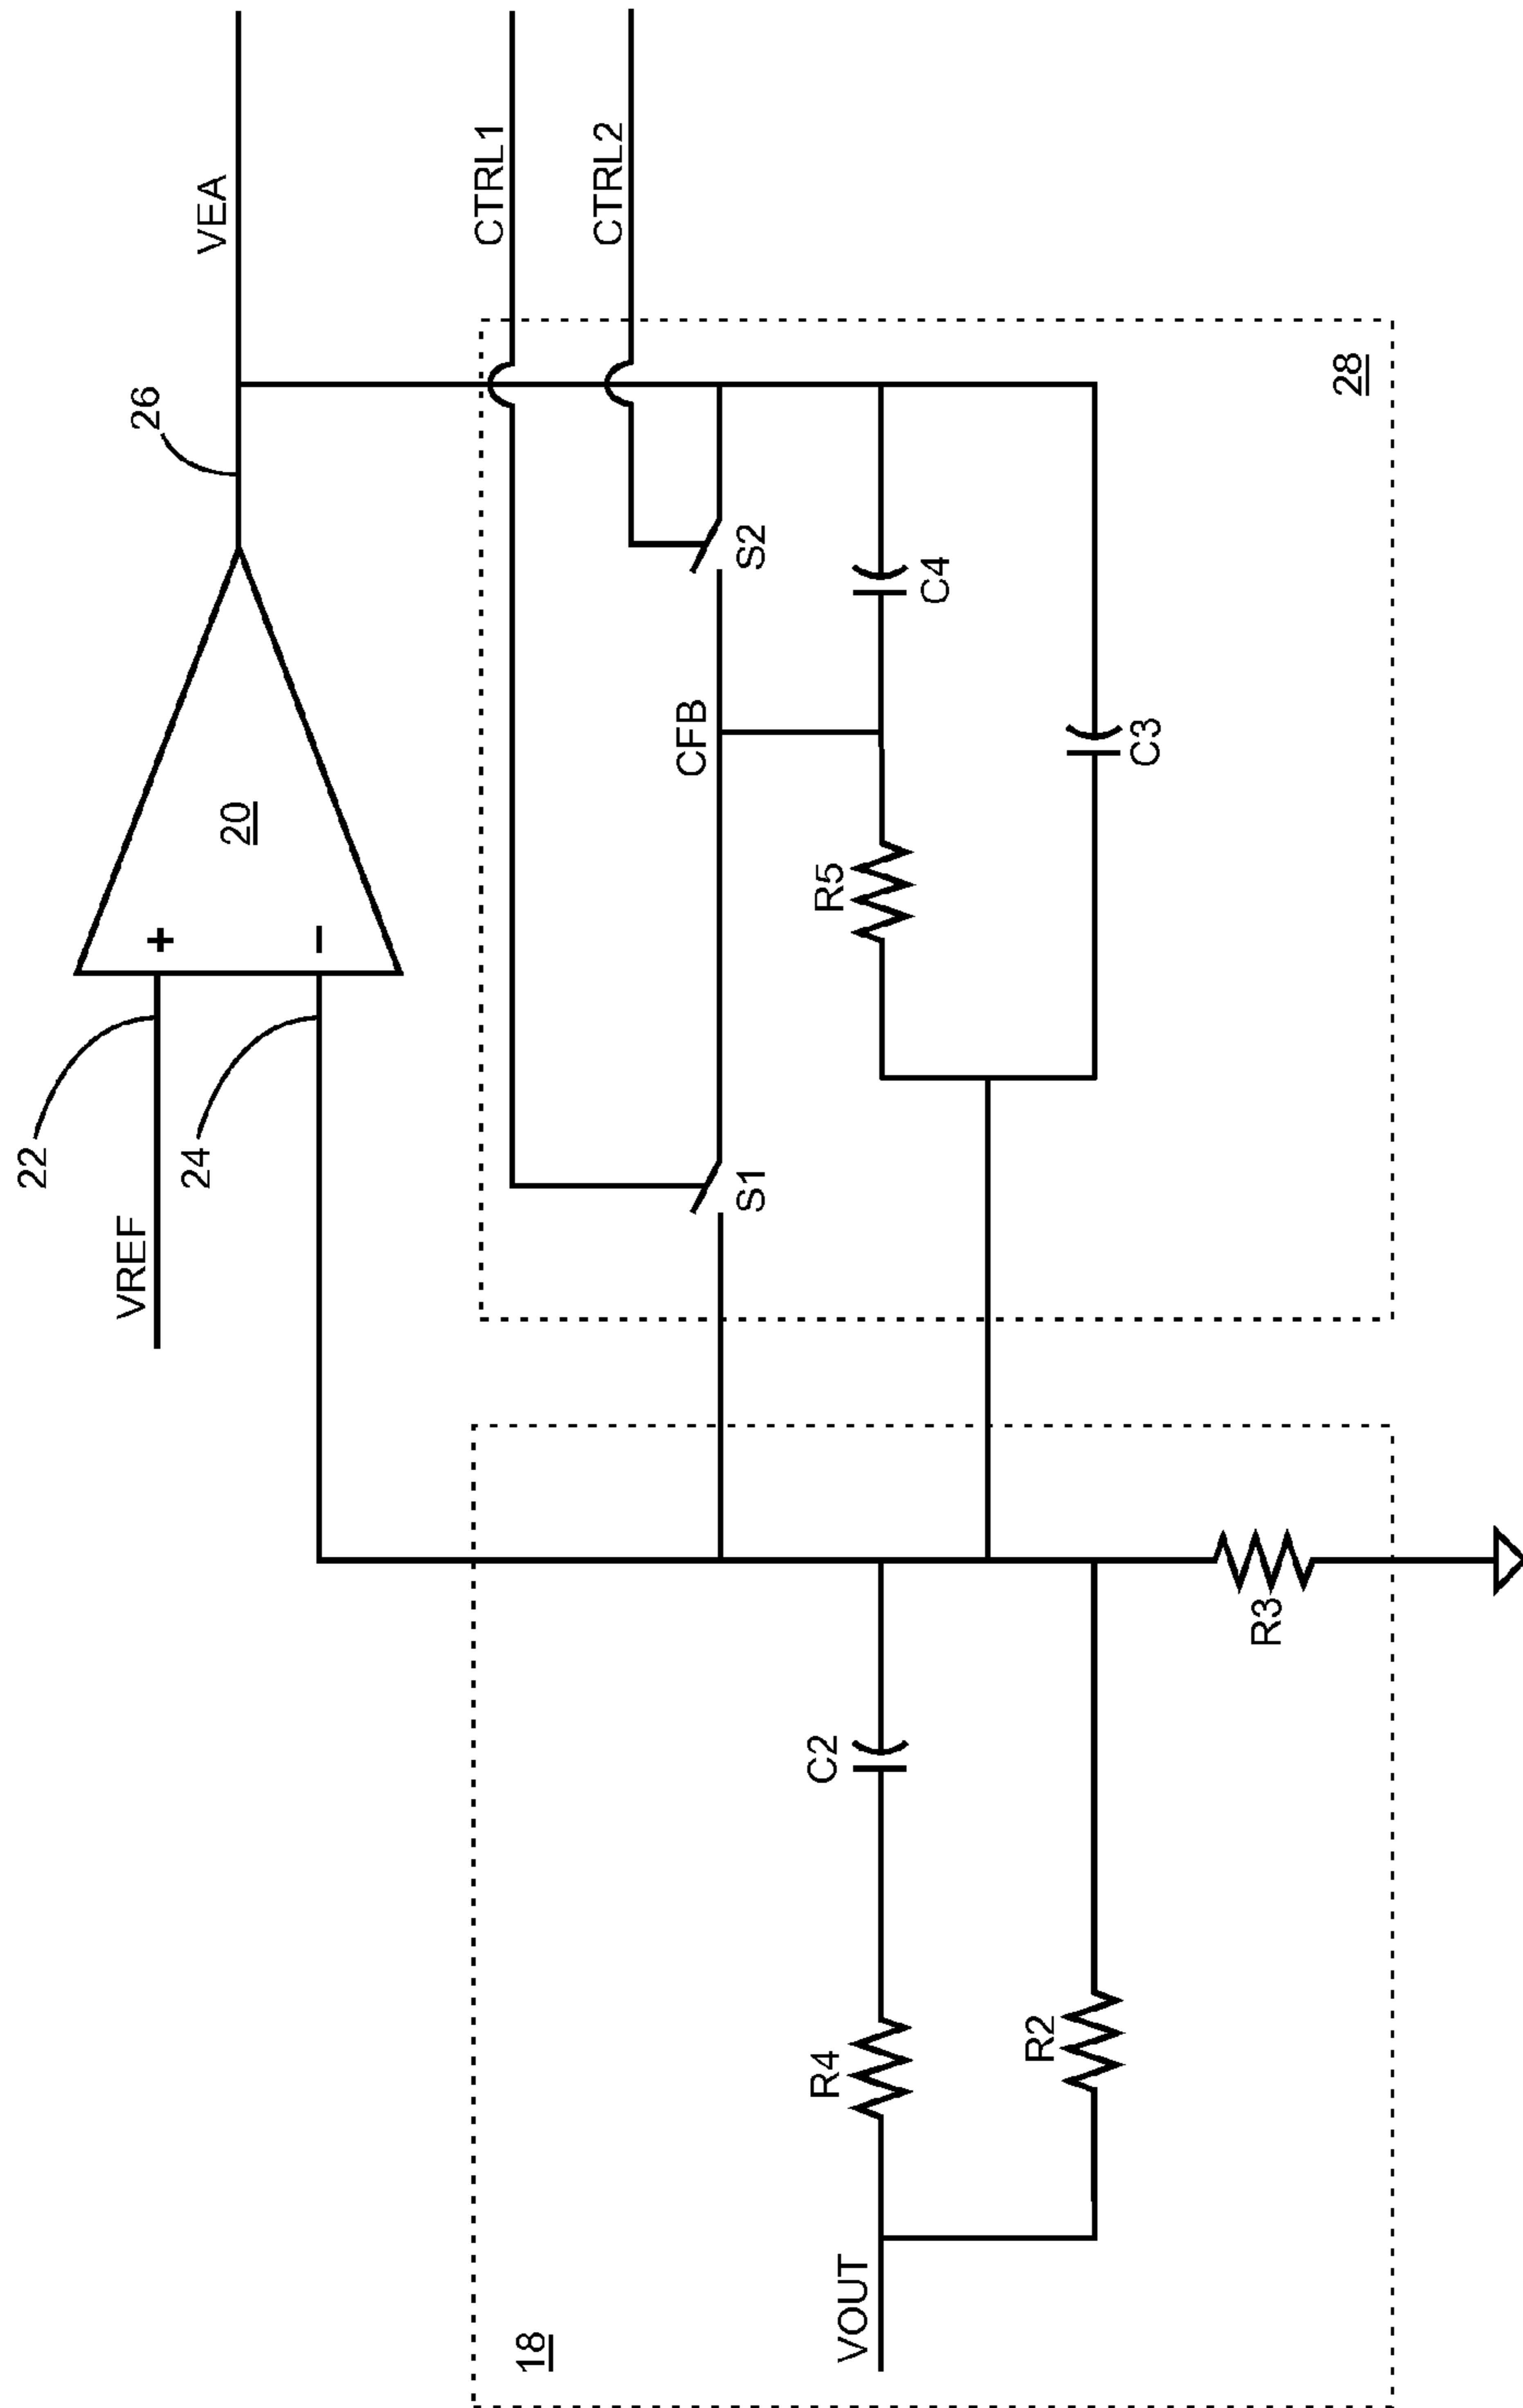 VREF
22
24
+
−
20
26
VEA
CTRL1
CTRL2
S1
CFB
S2
R5
C4
C3
28
18
VOUT
R4
C2
R2
R3